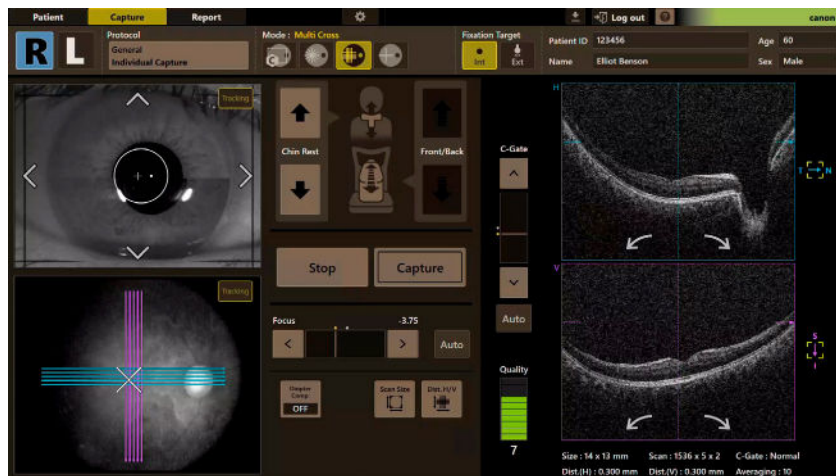 Patient
Capture
Report
Log out
canon
R
L
Protocol
General
Individual Capture
Mode : Multi Cross
Fixation Target
Int
Ext
Patient ID 123456
Age 60
Name Elliot Benson
Sex Male
Tracking
Chin Rest
Front/Back
C-Gate
H
T
N
Stop
Capture
Auto
V
S
I
Tracking
Focus -3.75
Auto
Quality
7
OFF
Scan Size
Dist. H/V
Size : 14 x 13 mm
Scan : 1536 x 5 x 2
C-Gate : Normal
Dist.(H) : 0.300 mm
Dist.(V) : 0.300 mm
Averaging : 10